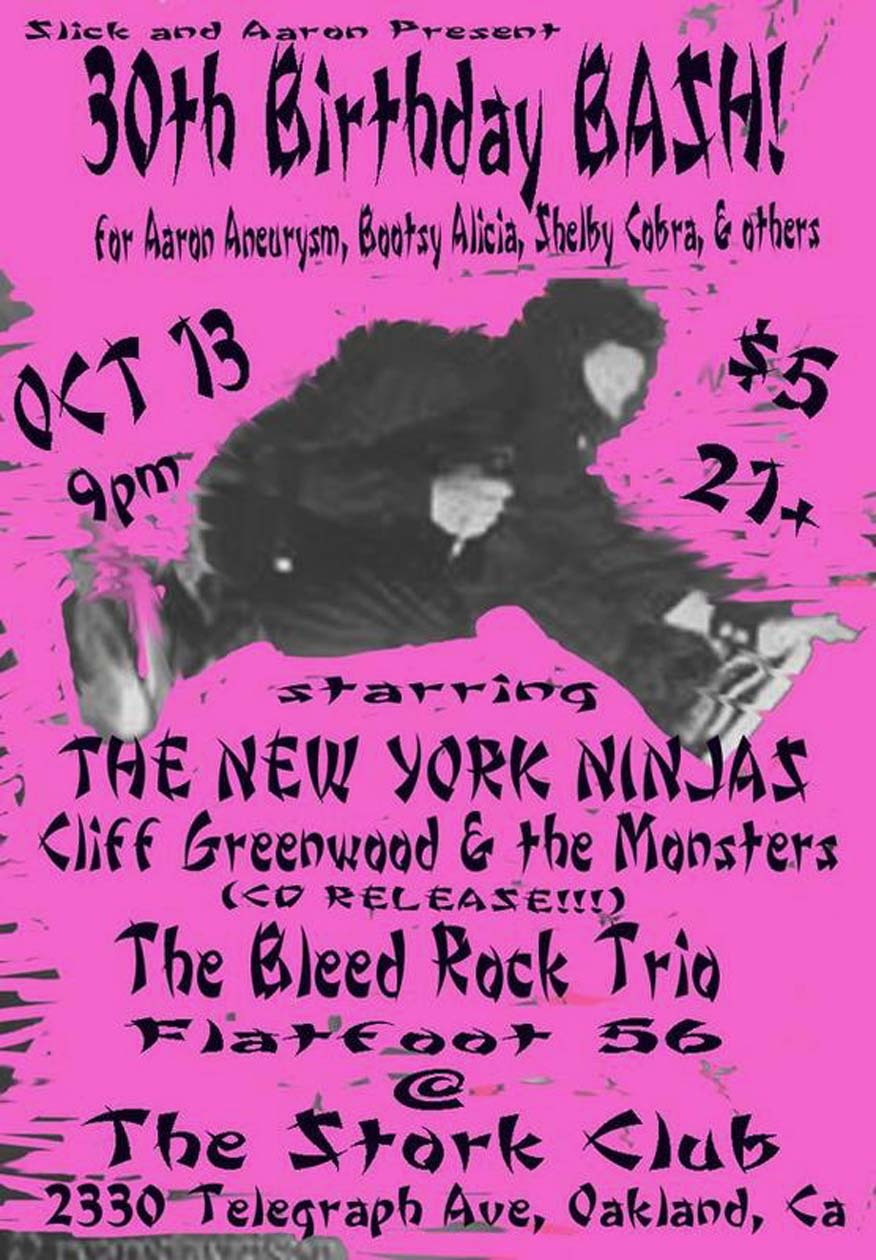 Slick and Aaron Present
30th Birthday BASH!
for Aaron Aneurysm, Bootsy Alicia, Shelby Cobra, & others
OCT 13
9pm
$5
21+
starring
THE NEW YORK NINJAS
Cliff Greenwood & the Monsters
(CD RELEASE!!!)
The Bleed Rock Trio
Flatfoot 56
@
The Stork Club
2330 Telegraph Ave, Oakland, Ca